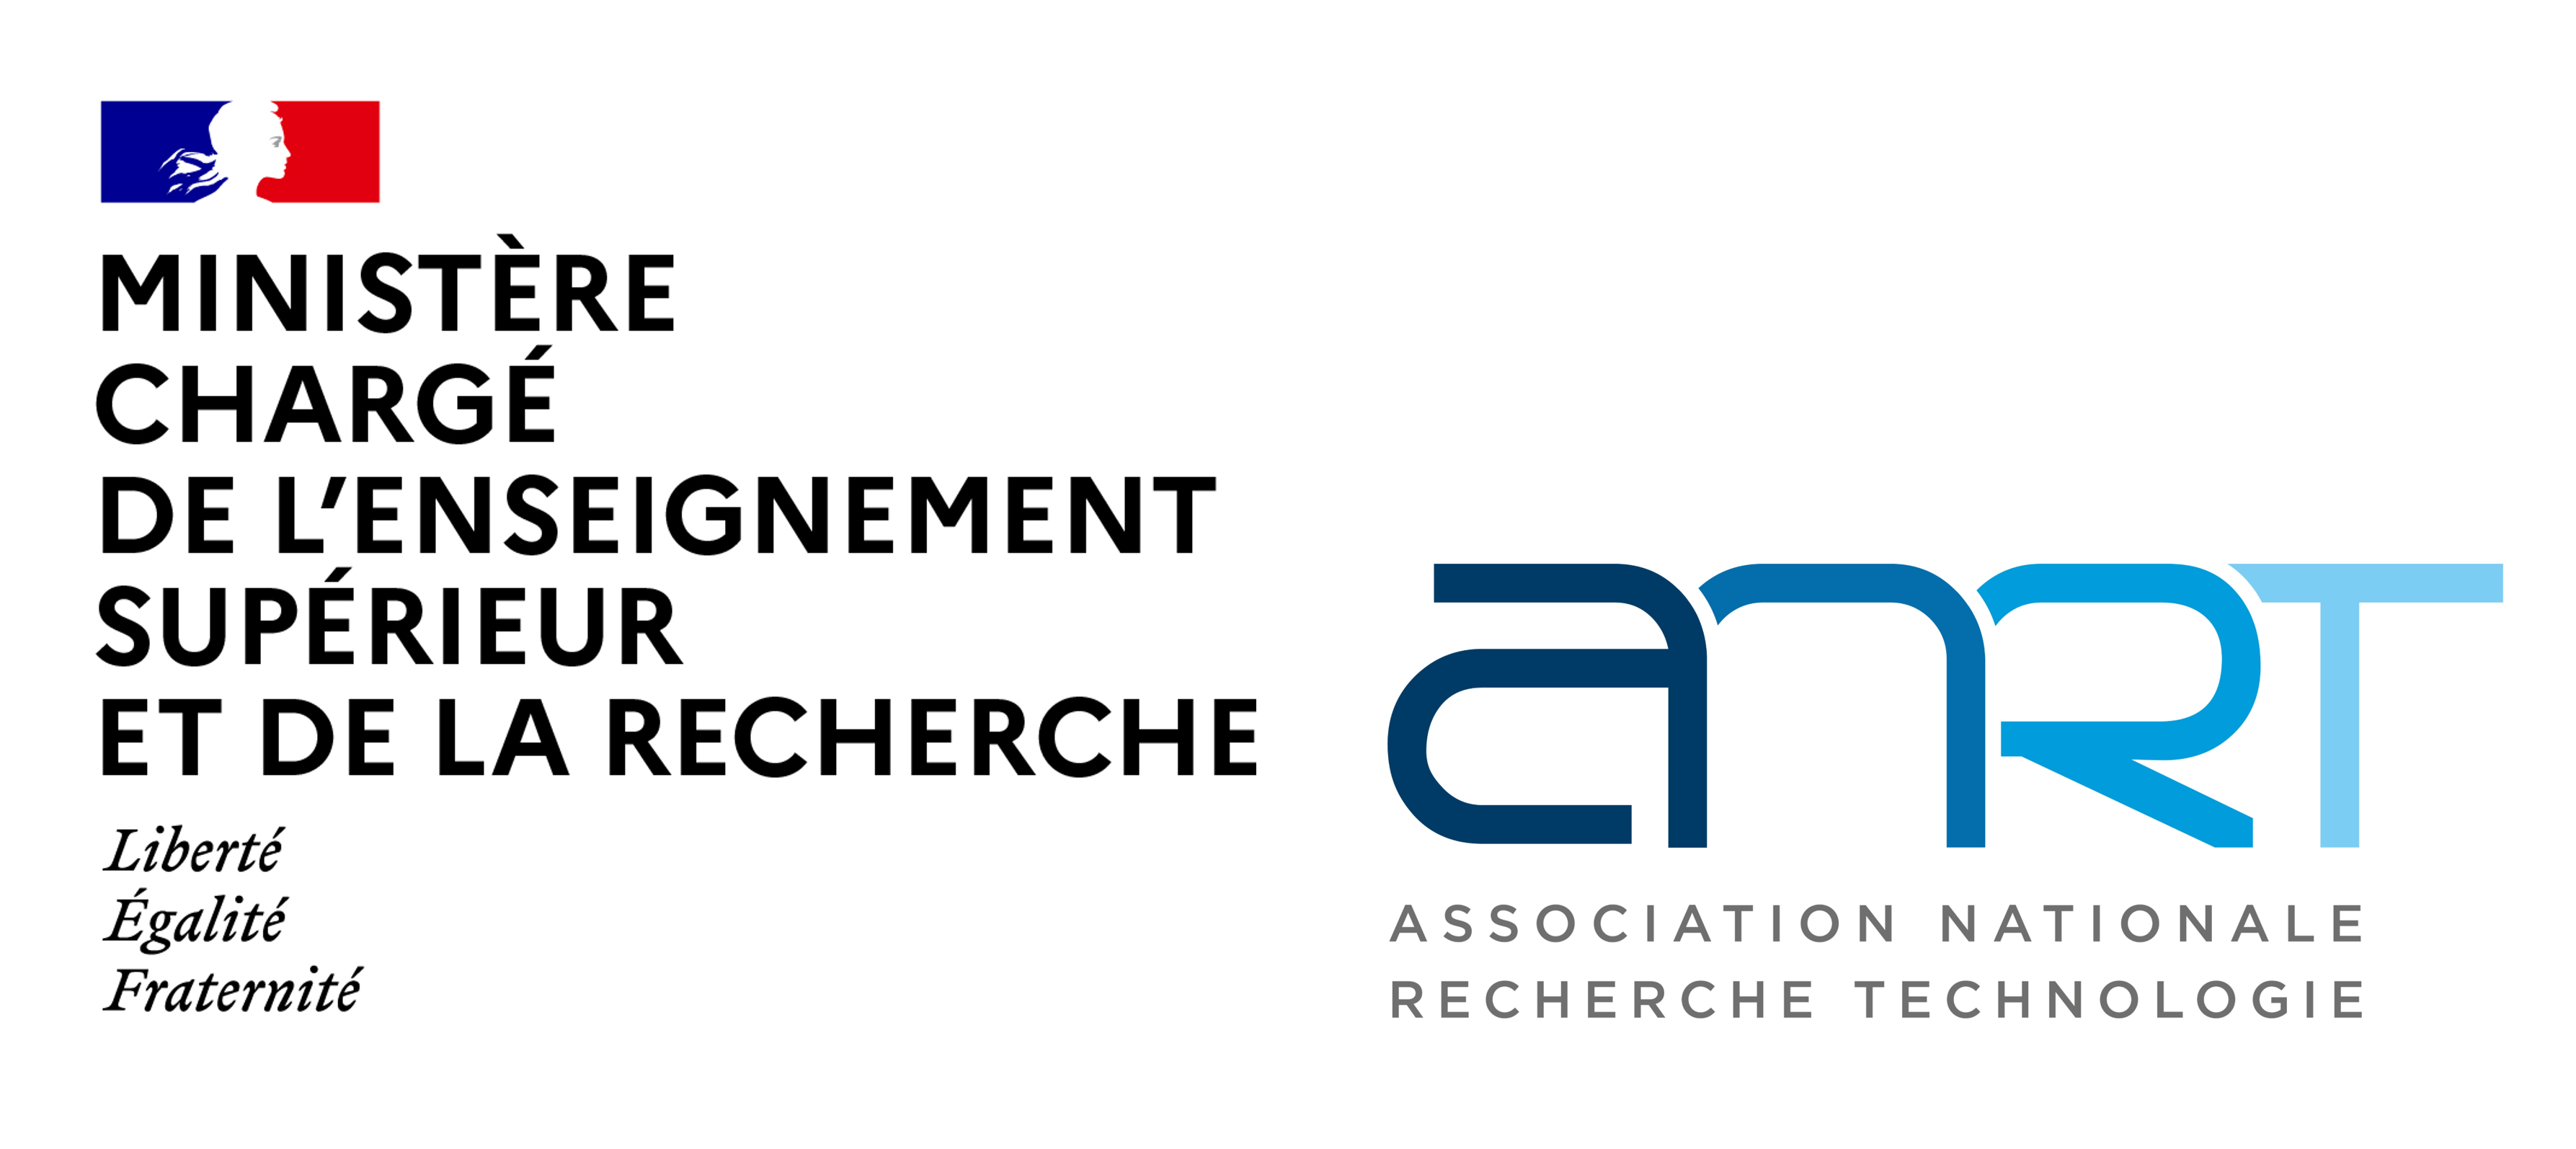 MINISTÈRE
CHARGÉ
DE L'ENSEIGNEMENT
SUPÉRIEUR
ET DE LA RECHERCHE
Liberté
Égalité
Fraternité
anRT
ASSOCIATION NATIONALE
RECHERCHE TECHNOLOGIE